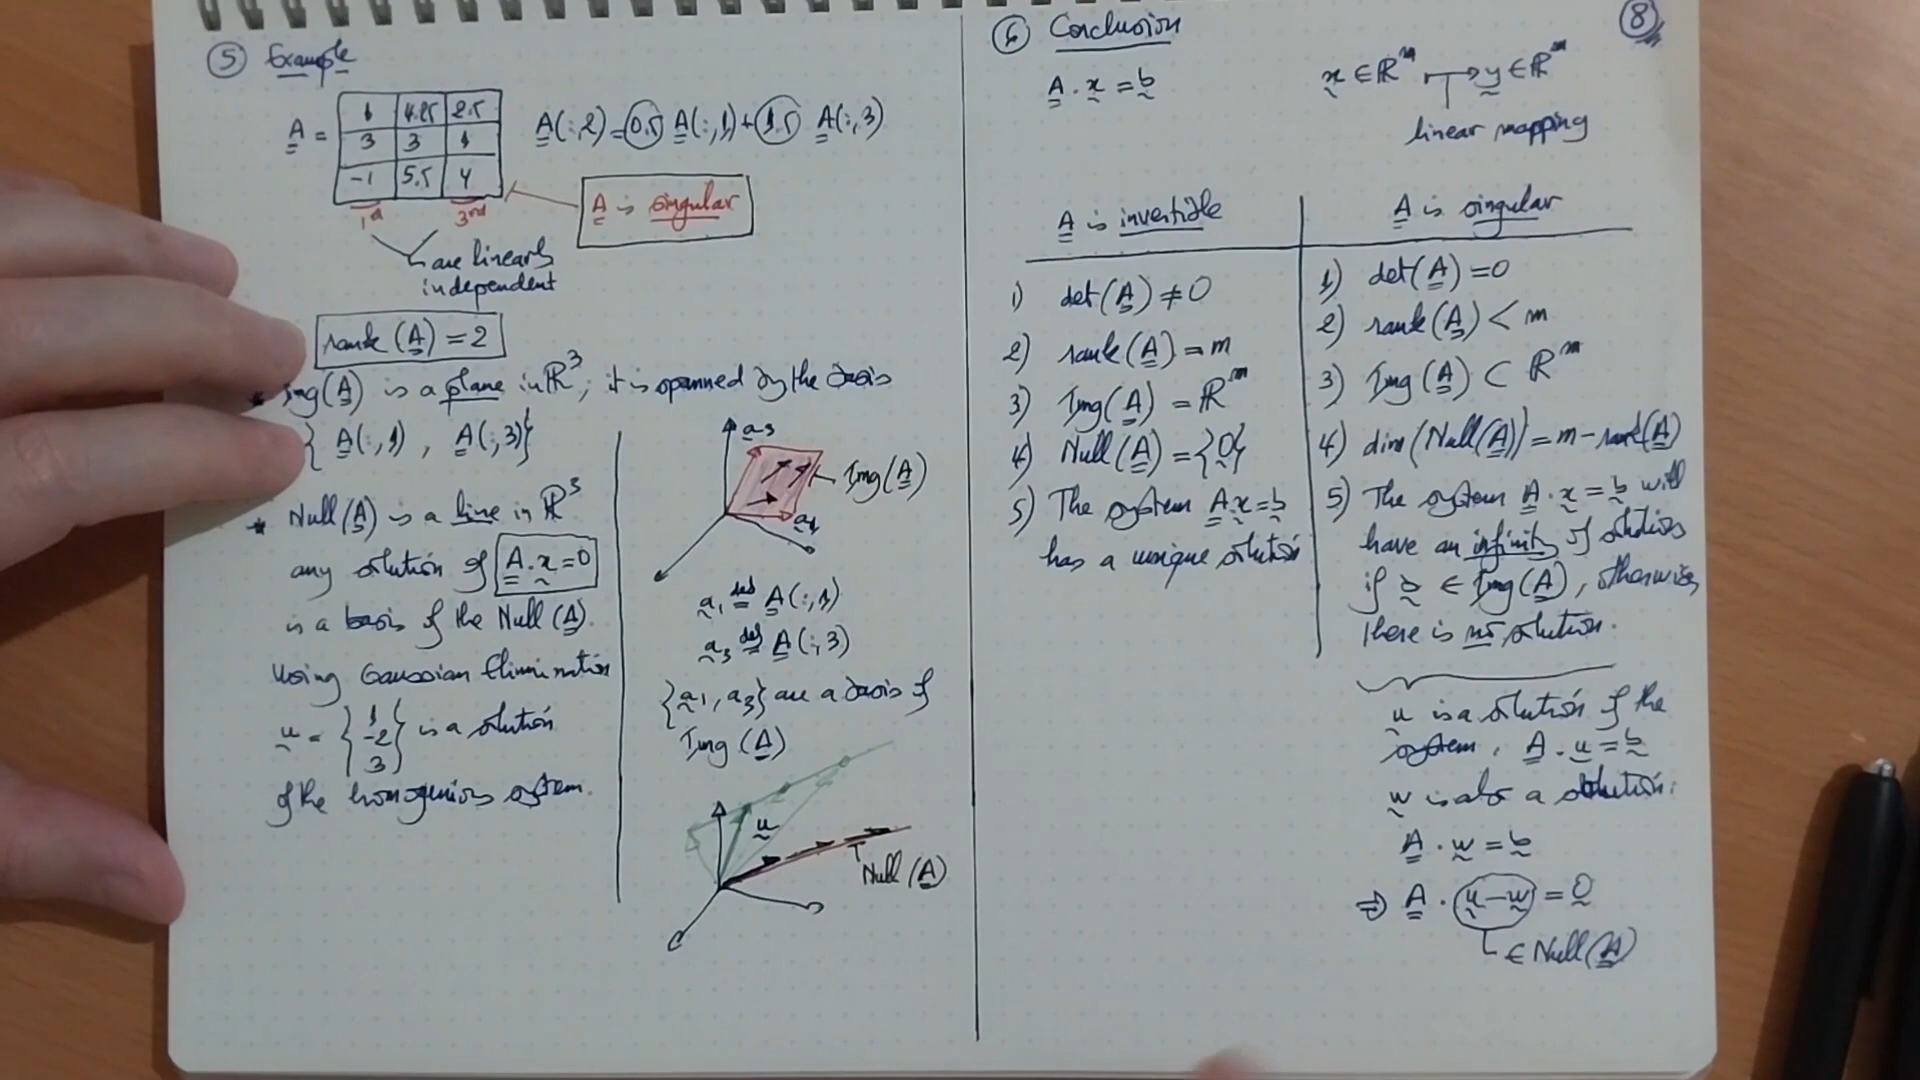 5 Example
A =
1 4.25 2.5
3 3 1
-1 5.5 4
A(:,2)=0.5 A(:,1)+1.5 A(:,3)
1st 3rd
A is singular
are linearly
independent
rank (A) = 2
* Img(A) is a plane in ℝ³; it is spanned by the basis
{ A(:,1) , A(:,3)}
* Null(A) is a line in ℝ³
any solution of A.x=0
is a basis of the Null (A).
Using Gaussian Elimination
u = { 1 -2 3 } is a solution
of the homogenious system.
a3
Img(A)
a1
a1 def= A(:,1)
a3 def= A(:,3)
{a1, a3} are a basis of
Img (A)
u
Null (A)
8
6 Conclusion
A . x = b
x ∈ ℝᵐ ↦ y ∈ ℝᵐ
linear mapping
A is invertible
1) det(A) ≠ 0
2) rank(A) = m
3) Img(A) = ℝᵐ
4) Null(A) = {0}
5) The system A.x=b
has a unique solution
A is singular
1) det(A) = 0
2) rank(A) < m
3) Img(A) ⊂ ℝᵐ
4) dim(Null(A)) = m - rank(A)
5) The system A . x = b will
have an infinity of solutions
if b ∈ Img(A), otherwise
there is no solution.
u is a solution of the
system, A . u = b
w is also a solution:
A . w = b
⇒ A . (u-w) = 0
∈ Null(A)